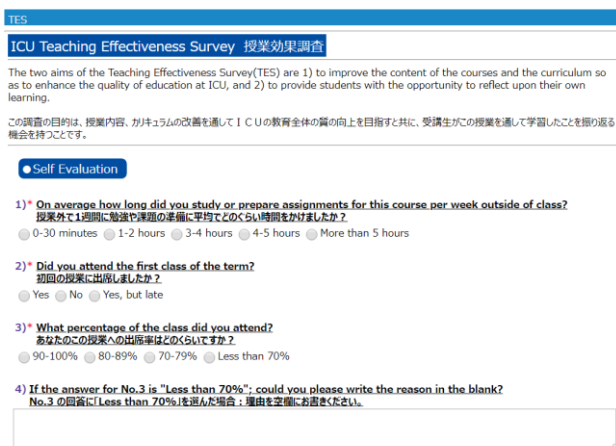 TES
ICU Teaching Effectiveness Survey 授業効果調査
The two aims of the Teaching Effectiveness Survey(TES) are 1) to improve the content of the courses and the curriculum so
as to enhance the quality of education at ICU, and 2) to provide students with the opportunity to reflect upon their own
learning.
この調査の目的は、授業内容、カリキュラムの改善を通してＩＣＵの教育全体の質の向上を目指すと共に、受講生がこの授業を通して学習したことを振り返る
機会を持つことです。
●Self Evaluation
1)* On average how long did you study or prepare assignments for this course per week outside of class?
授業外で1週間に勉強や課題の準備に平均でどのぐらい時間をかけましたか？
0-30 minutes 1-2 hours 3-4 hours 4-5 hours More than 5 hours
2)* Did you attend the first class of the term?
初回の授業に出席しましたか？
Yes No Yes, but late
3)* What percentage of the class did you attend?
あなたのこの授業への出席率はどのくらいですか？
90-100% 80-89% 70-79% Less than 70%
4) If the answer for No.3 is "Less than 70%"; could you please write the reason in the blank?
No.3 の回答に「Less than 70%」を選んだ場合：理由を空欄にお書きください。